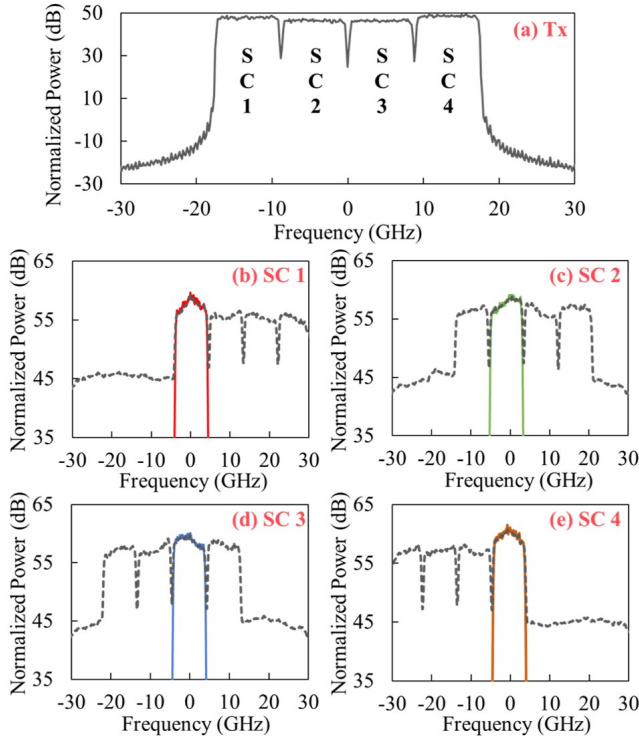 Normalized Power (dB)
50
30
10
-10
-30
(a) Tx
S
C
1
S
C
2
S
C
3
S
C
4
-30 -20 -10 0 10 20 30
Frequency (GHz)
Normalized Power (dB)
65
55
45
35
(b) SC 1
-30 -20 -10 0 10 20 30
Frequency (GHz)
Normalized Power (dB)
65
55
45
35
(c) SC 2
-30 -20 -10 0 10 20 30
Frequency (GHz)
Normalized Power (dB)
65
55
45
35
(d) SC 3
-30 -20 -10 0 10 20 30
Frequency (GHz)
Normalized Power (dB)
65
55
45
35
(e) SC 4
-30 -20 -10 0 10 20 30
Frequency (GHz)